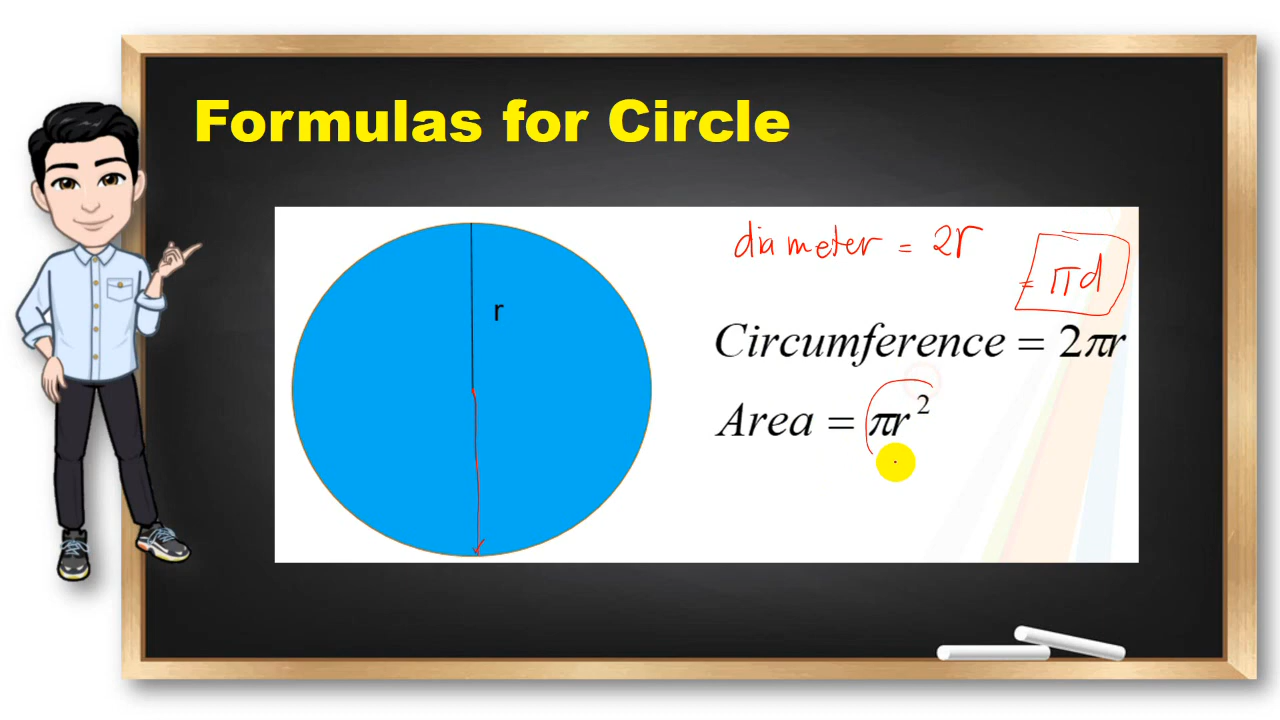 Formulas for Circle
r
diameter = 2r
= πd
Circumference = 2πr
Area = πr²